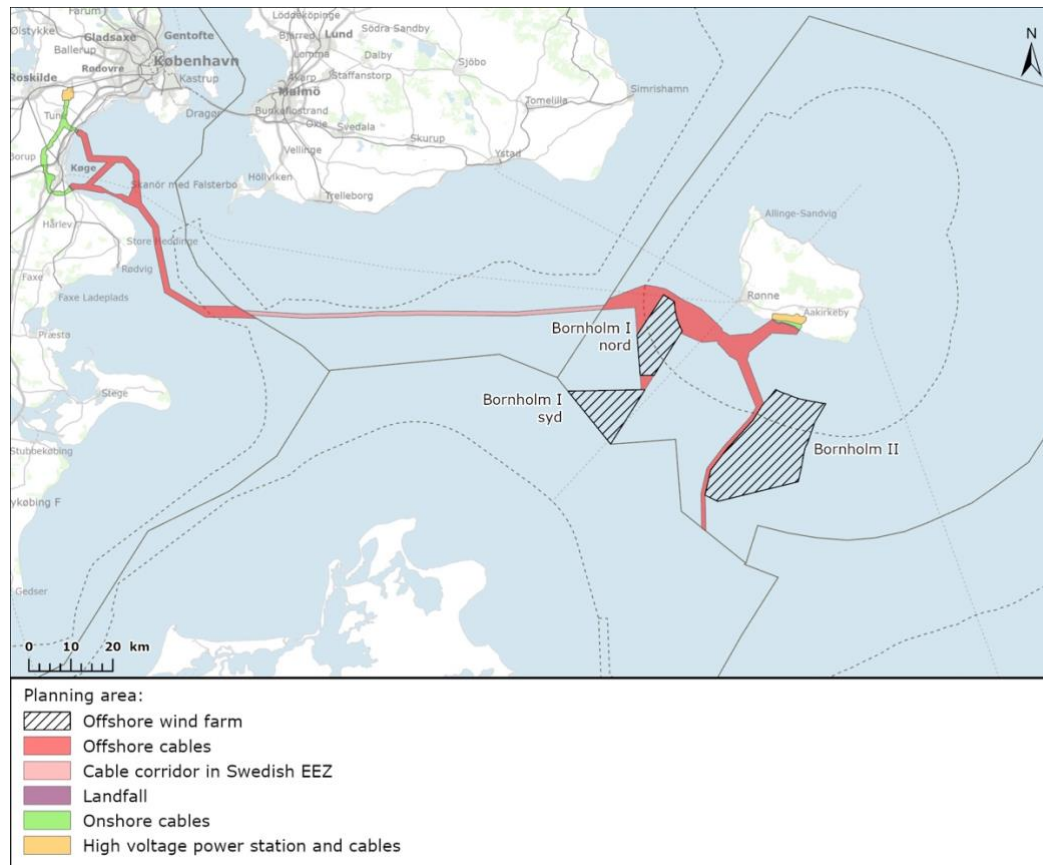 Farum
Gentofte
Ølstykke
Gladsaxe
Ballerup
København
Rødovre
Roskilde
Kastrup
Tune
Dragør
Borup
Køge
Skanör med Falsterbo
Hårlev
Store Heddinge
Rødvig
Faxe
Faxe Ladeplads
Præstø
Stege
Stubbekøbing
ykøbing F
Gedser
Lund
Södra Sandby
Bjärred
Lomma
Dalby
Sjöbo
Staffanstorp
Malmö
Bunkeflostrand
Oxie
Svedala
Tomelilla
Simrishamn
Skurup
Vellinge
Ystad
Höllviken
Trelleborg
N
Allinge-Sandvig
Rønne
Aakirkeby
Bornholm I
nord
Bornholm I
syd
Bornholm II
0 10 20 km
Planning area:
Offshore wind farm
Offshore cables
Cable corridor in Swedish EEZ
Landfall
Onshore cables
High voltage power station and cables